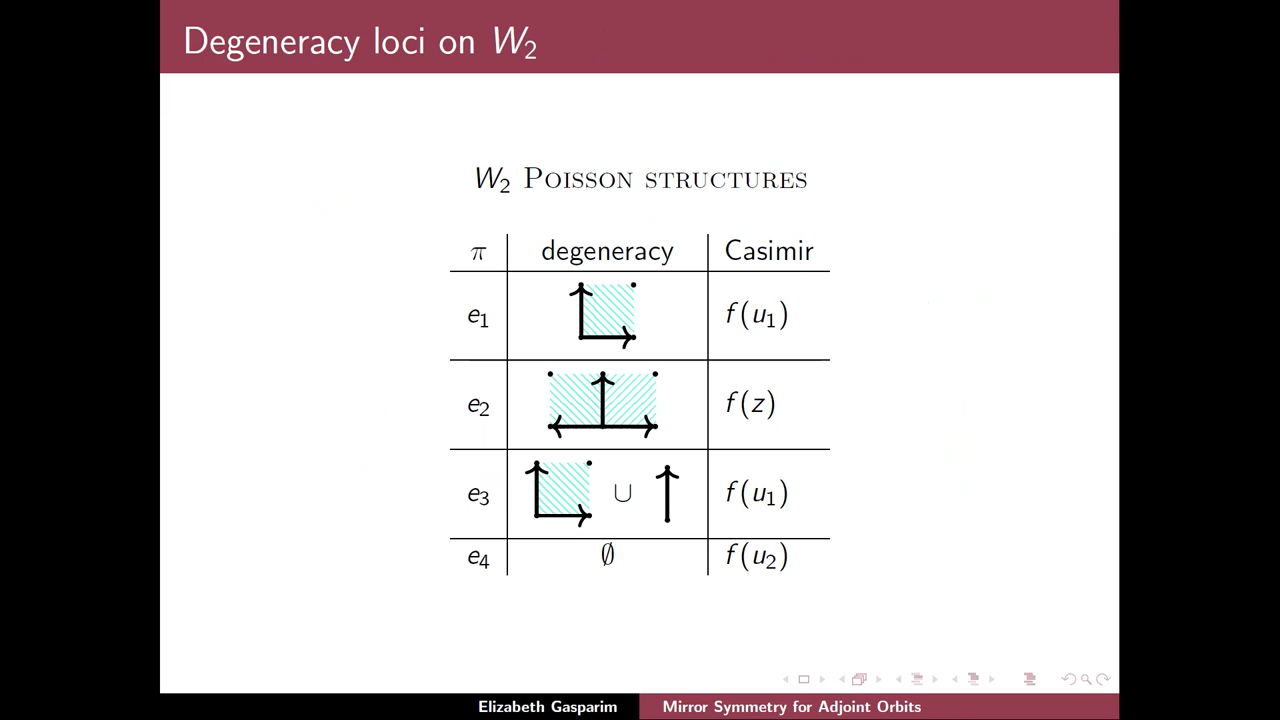 Degeneracy loci on W₂
W₂ Poisson structures
π degeneracy Casimir
e₁ f(u₁)
e₂ f(z)
e₃ ∪ f(u₁)
e₄ ∅ f(u₂)
Elizabeth Gasparim Mirror Symmetry for Adjoint Orbits